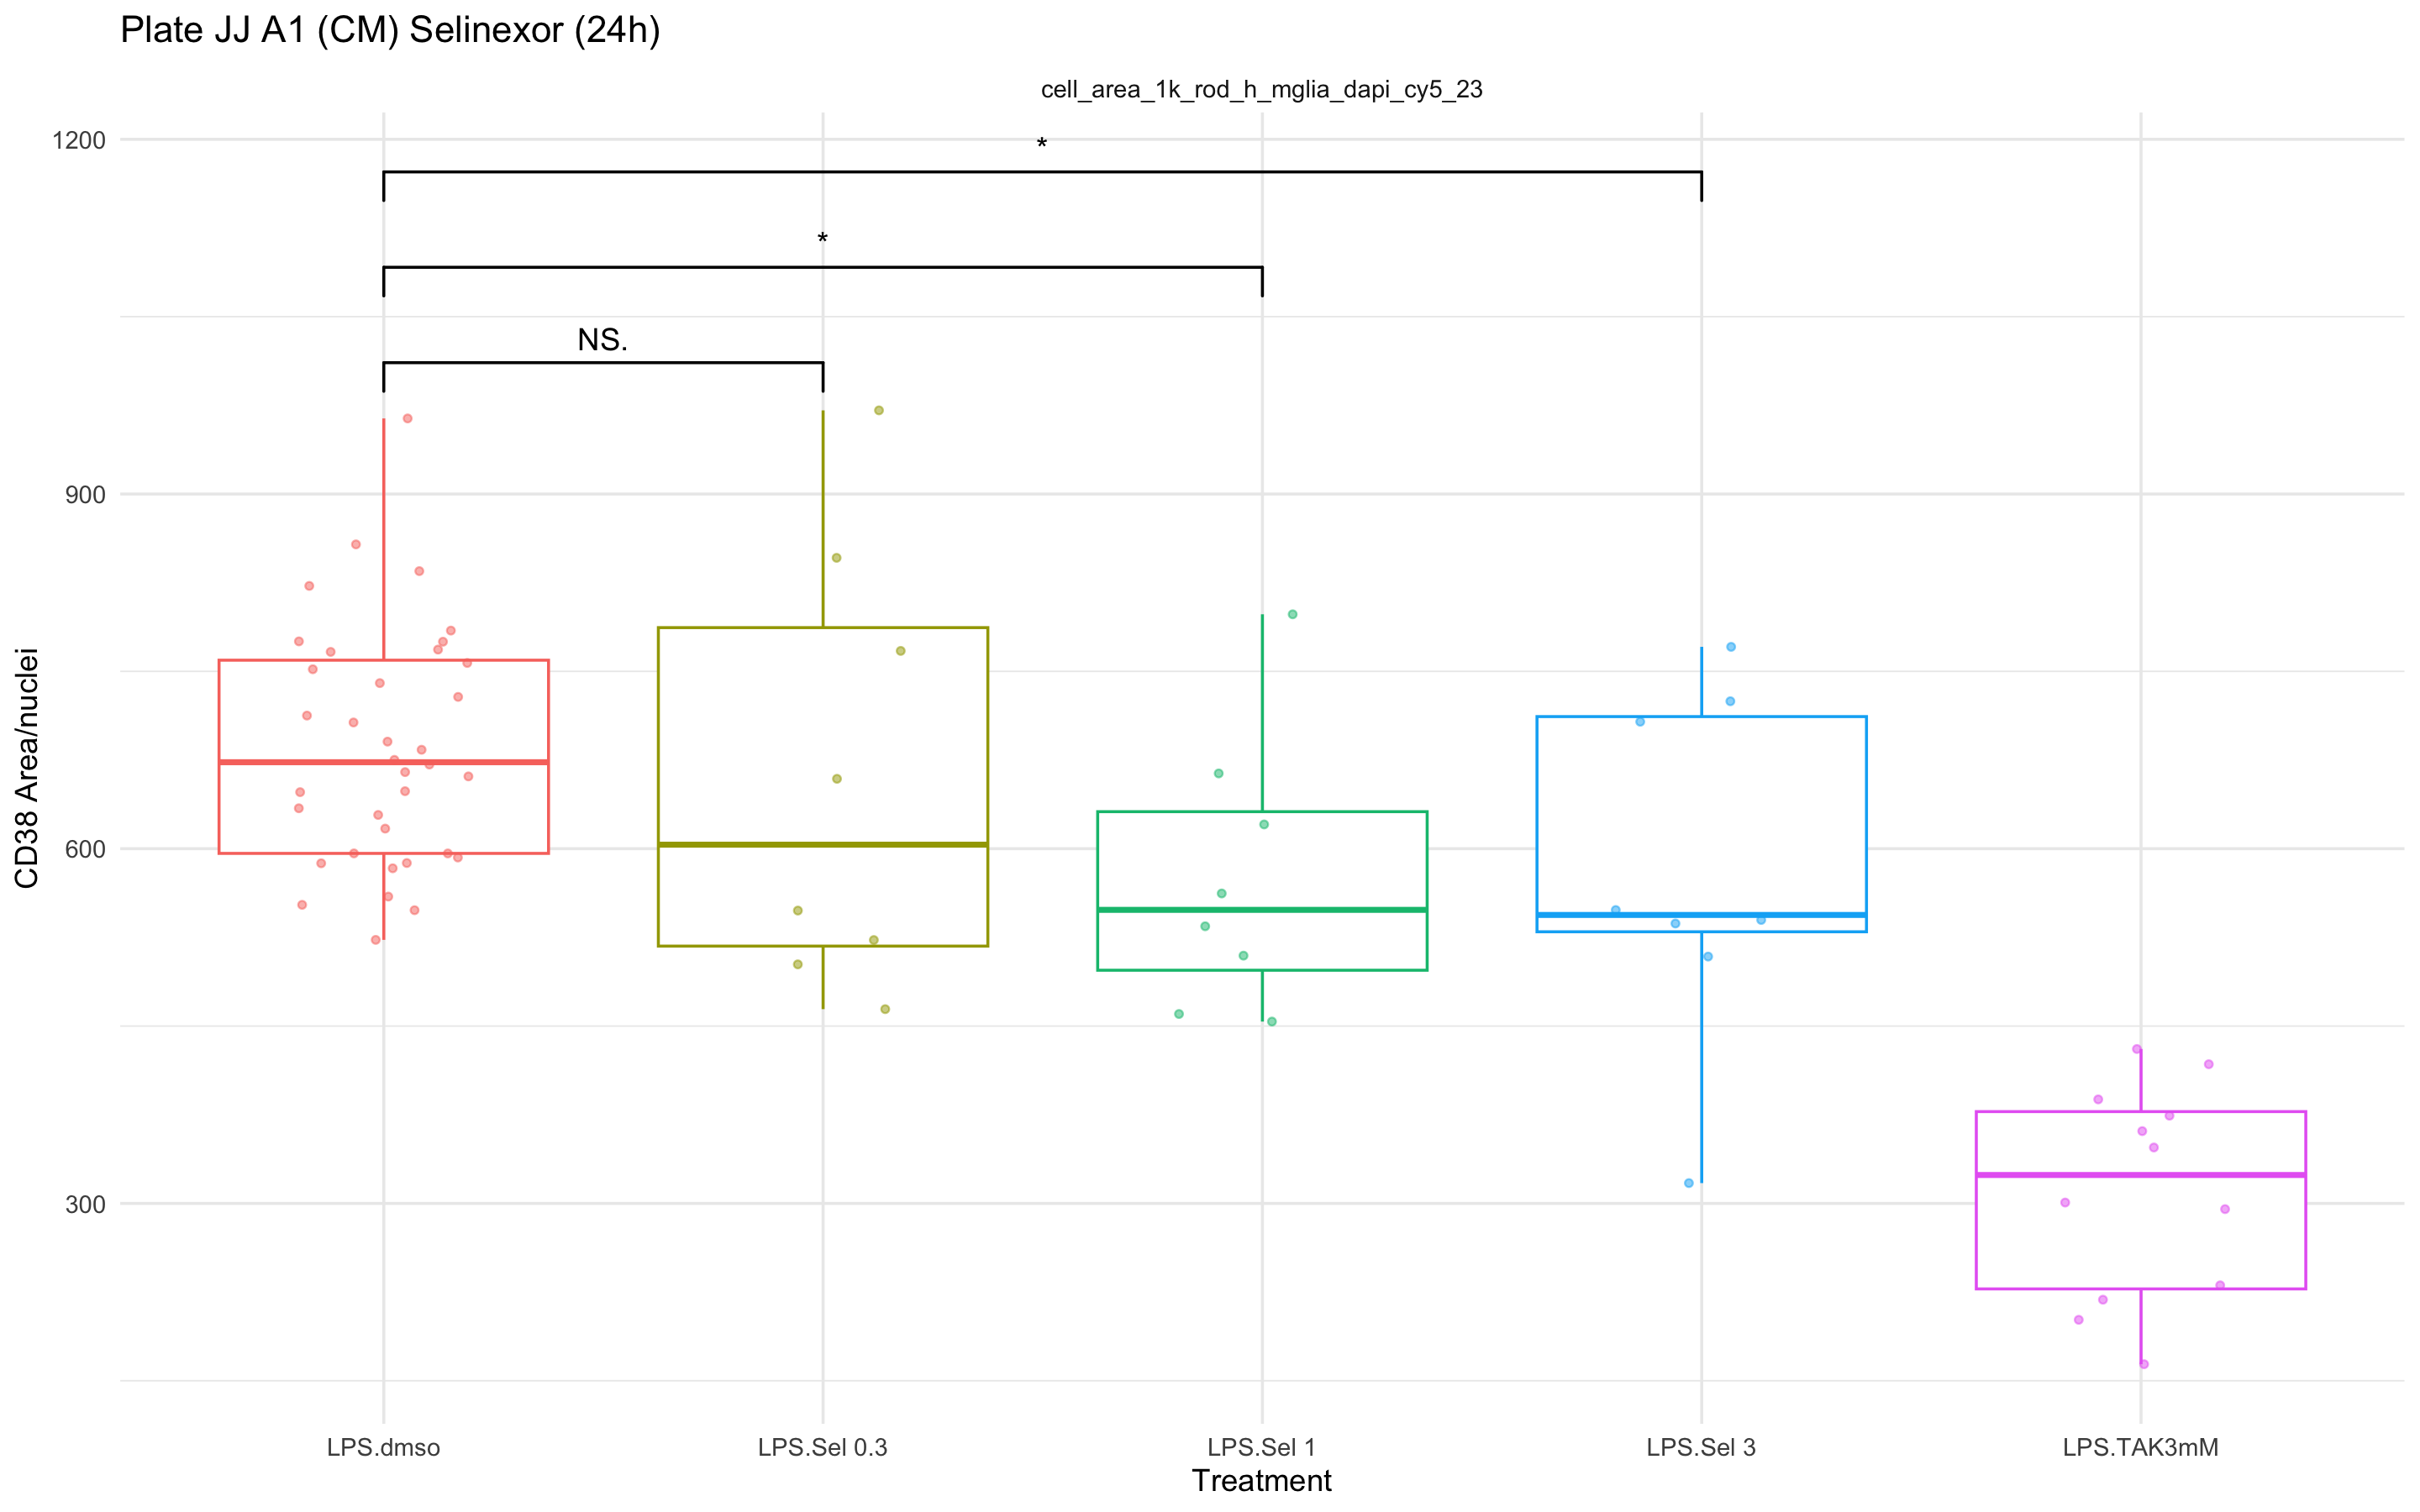 Plate JJ A1 (CM) Selinexor (24h)
cell_area_1k_rod_h_mglia_dapi_cy5_23
1200
*
*
NS.
900
600
300
CD38 Area/nuclei
LPS.dmso LPS.Sel 0.3 LPS.Sel 1 LPS.Sel 3 LPS.TAK3mM
Treatment